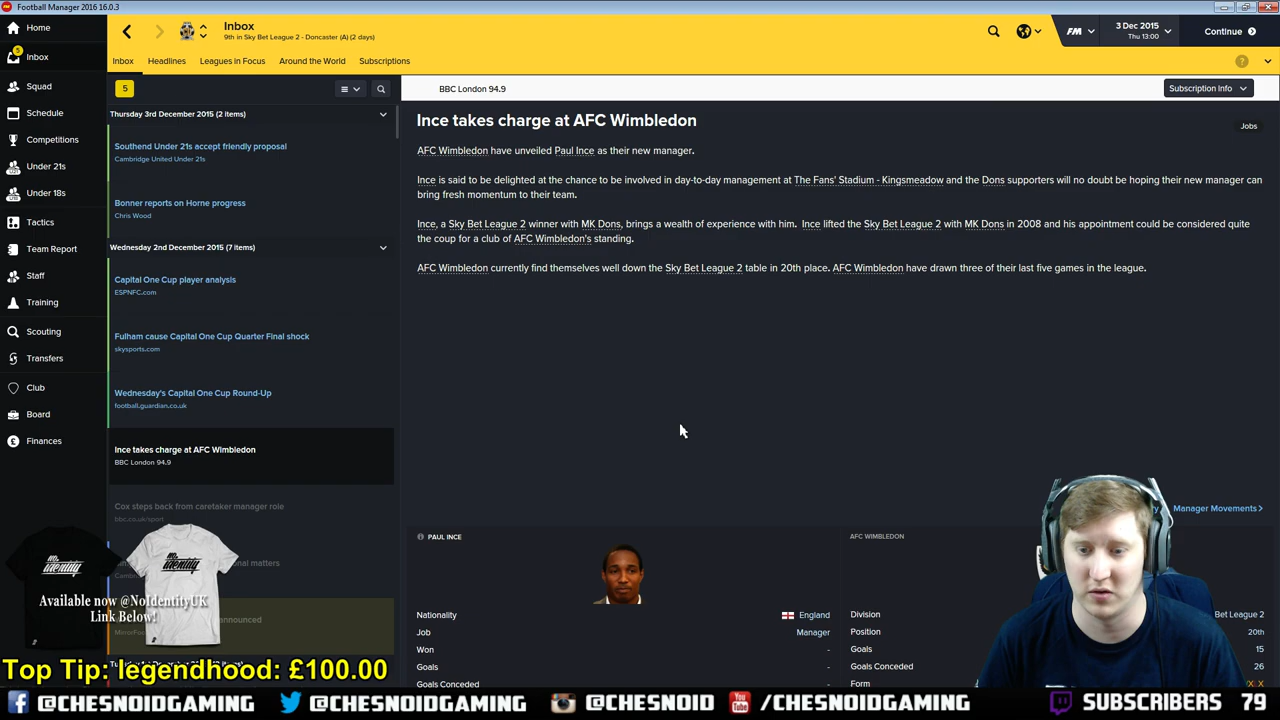 Football Manager 2016 16.0.3
Home
Inbox
9th in Sky Bet League 2 - Doncaster (A) (2 days)
FM
3 Dec 2015
Thu 13:00
Continue
5
Inbox
Inbox
Headlines
Leagues in Focus
Around the World
Subscriptions
Squad
Schedule
Competitions
Under 21s
Under 18s
Tactics
Team Report
Staff
Training
Scouting
Transfers
Club
Board
Finances
5
Thursday 3rd December 2015 (2 items)
Southend Under 21s accept friendly proposal
Cambridge United Under 21s
Bonner reports on Horne progress
Chris Wood
Wednesday 2nd December 2015 (7 items)
Capital One Cup player analysis
ESPNFC.com
Fulham cause Capital One Cup Quarter Final shock
skysports.com
Wednesday's Capital One Cup Round-Up
football.guardian.co.uk
Ince takes charge at AFC Wimbledon
BBC London 94.9
Cox steps back from caretaker manager role
bbc.co.uk/sport
nal matters
announced
BBC London 94.9
Subscription Info
Ince takes charge at AFC Wimbledon
Jobs
AFC Wimbledon have unveiled Paul Ince as their new manager.
Ince is said to be delighted at the chance to be involved in day-to-day management at The Fans' Stadium - Kingsmeadow and the Dons supporters will no doubt be hoping their new manager can
bring fresh momentum to their team.
Ince, a Sky Bet League 2 winner with MK Dons, brings a wealth of experience with him. Ince lifted the Sky Bet League 2 with MK Dons in 2008 and his appointment could be considered quite
the coup for a club of AFC Wimbledon's standing.
AFC Wimbledon currently find themselves well down the Sky Bet League 2 table in 20th place. AFC Wimbledon have drawn three of their last five games in the league.
Manager Movements
PAUL INCE
Nationality
England
Job
Manager
Won
-
Goals
-
Goals Conceded
-
AFC WIMBLEDON
Division
Bet League 2
Position
20th
Goals
15
Goals Conceded
26
Form
X X
Mr. Identity
Mr. Identity
Available now @NoIdentityUK
Link Below!
Top Tip: legendhood: £100.00
@CHESNOIDGAMING
@CHESNOIDGAMING
@CHESNOIDGAMING
You Tube
/CHESNOIDGAMING
SUBSCRIBERS 79